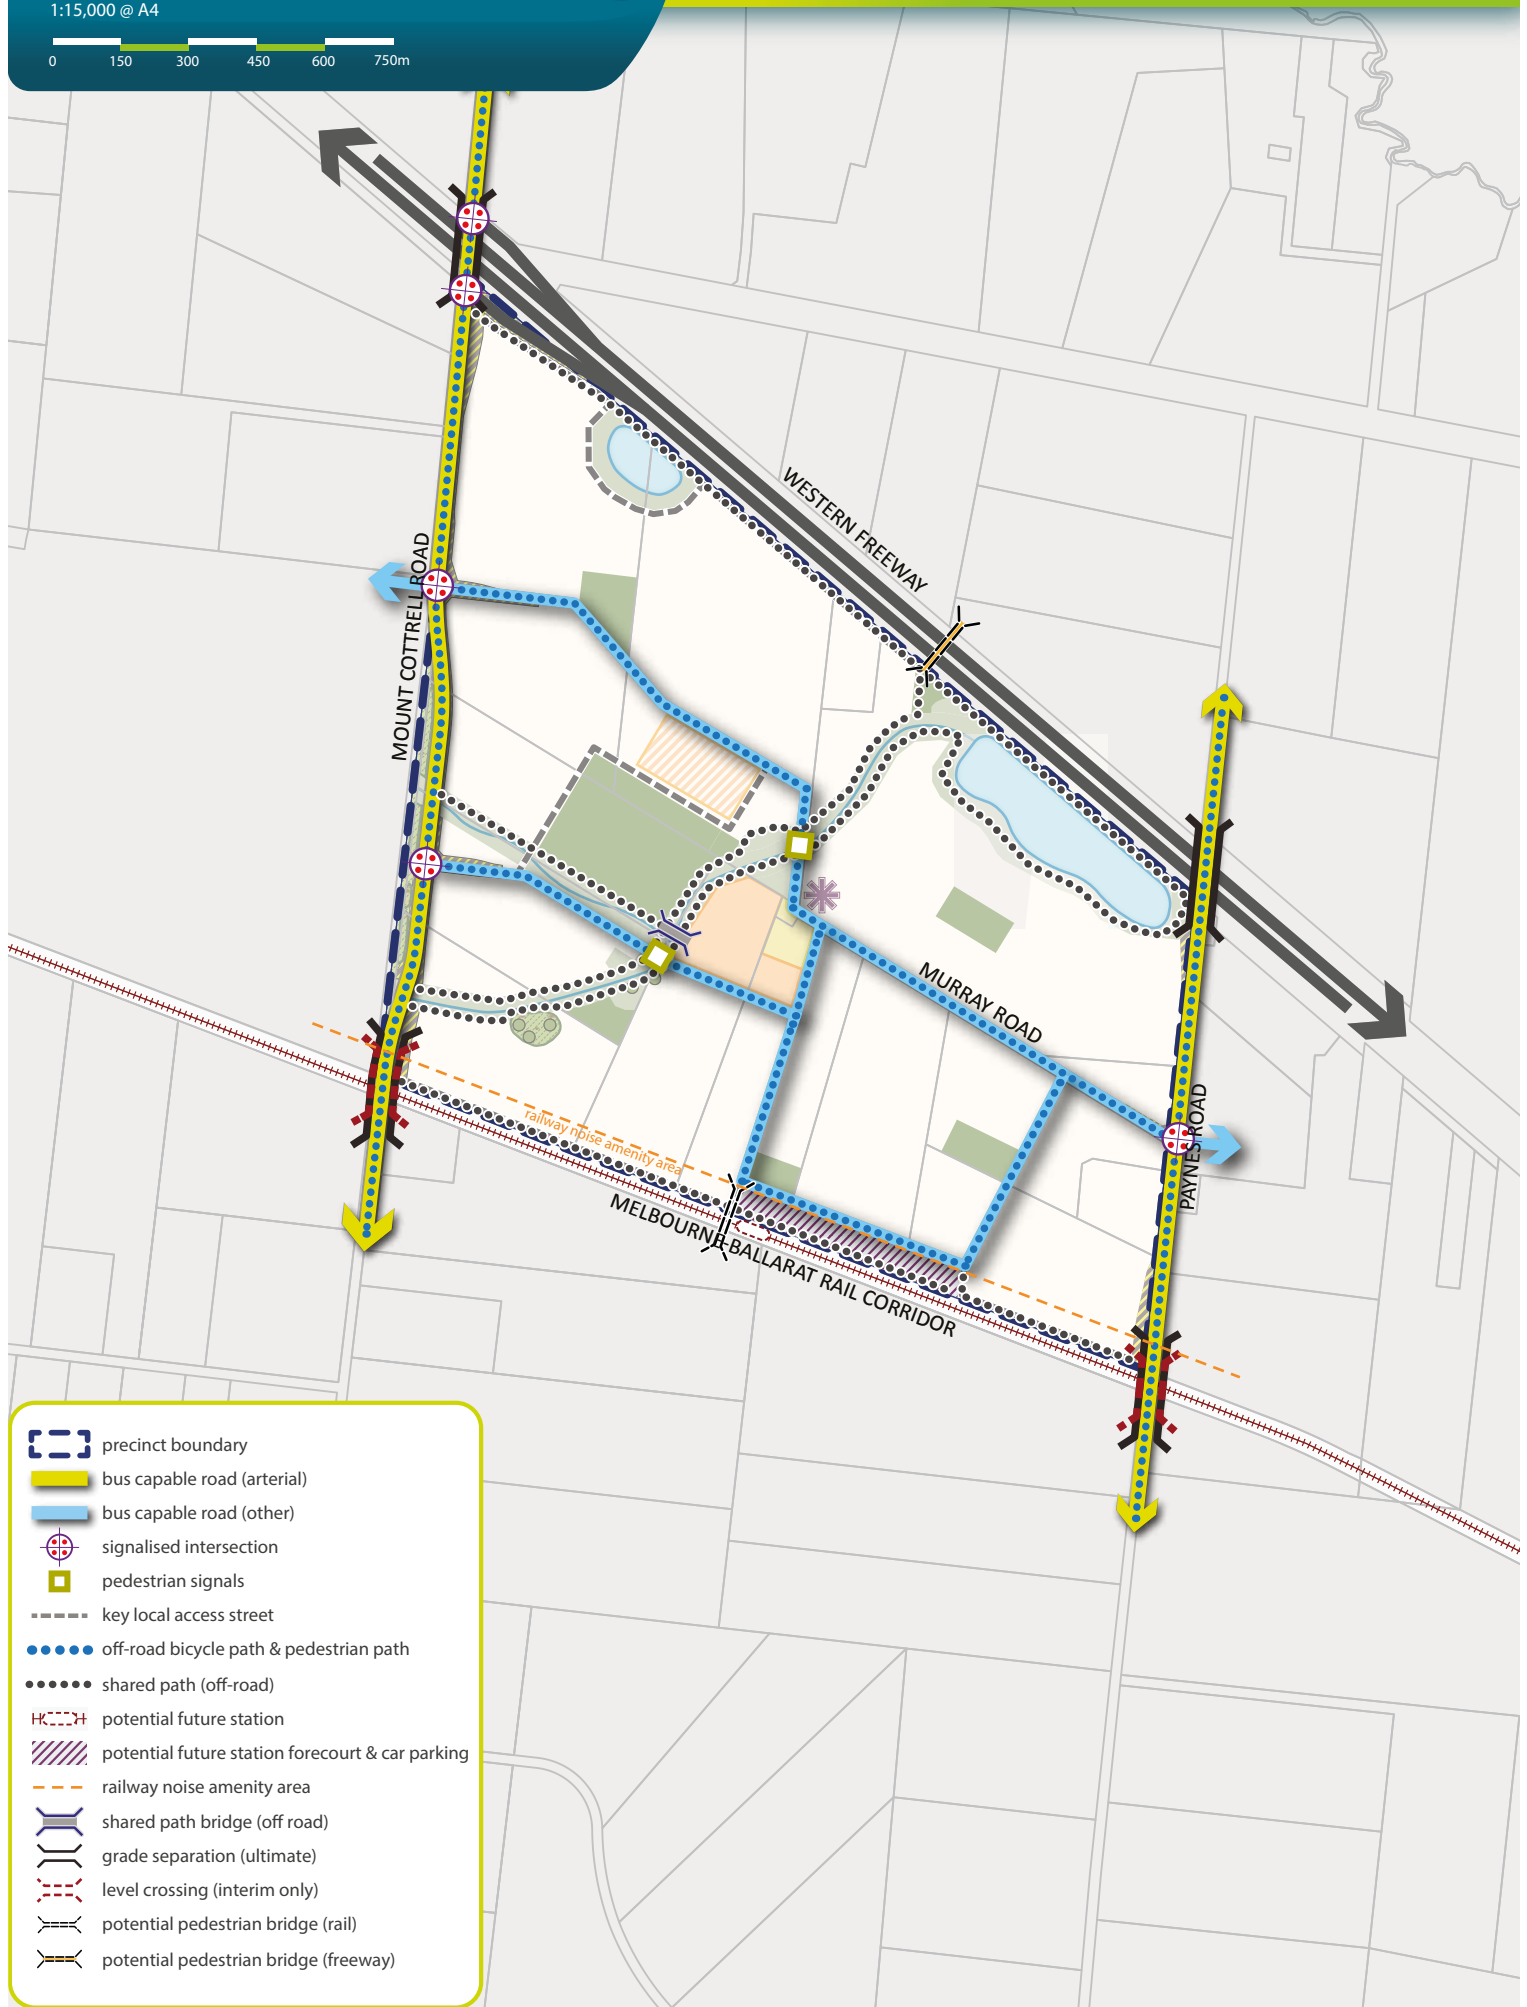 1:15,000 @ A4
0 150 300 450 600 750m
WESTERN FREEWAY
MOUNT COTTRELL ROAD
MURRAY ROAD
PAYNES ROAD
railway noise amenity area
MELBOURNE-BALLARAT RAIL CORRIDOR
precinct boundary
bus capable road (arterial)
bus capable road (other)
signalised intersection
pedestrian signals
key local access street
off-road bicycle path & pedestrian path
shared path (off-road)
potential future station
potential future station forecourt & car parking
railway noise amenity area
shared path bridge (off road)
grade separation (ultimate)
level crossing (interim only)
potential pedestrian bridge (rail)
potential pedestrian bridge (freeway)